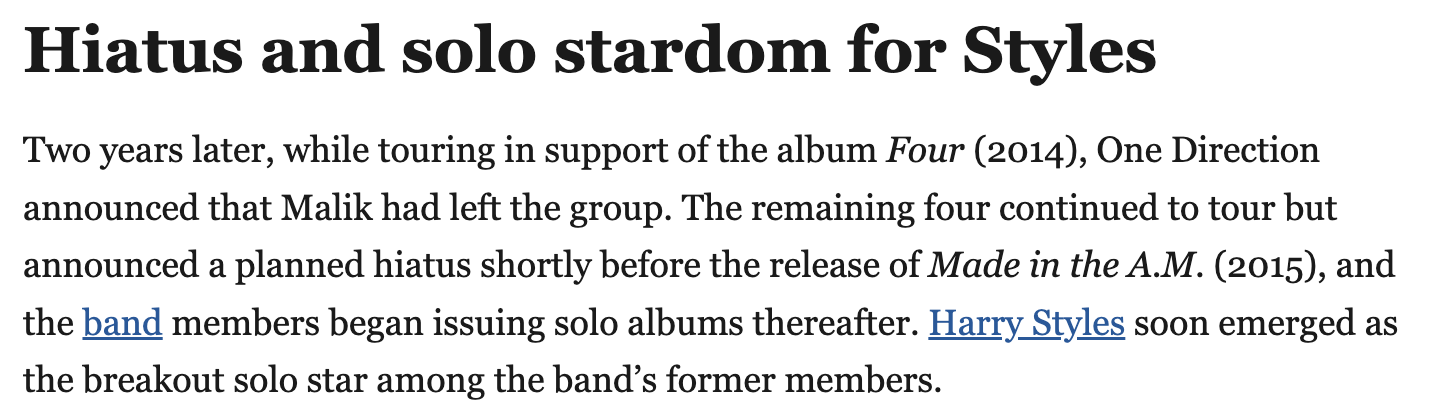 Hiatus and solo stardom for Styles
Two years later, while touring in support of the album Four (2014), One Direction
announced that Malik had left the group. The remaining four continued to tour but
announced a planned hiatus shortly before the release of Made in the A.M. (2015), and
the band members began issuing solo albums thereafter. Harry Styles soon emerged as
the breakout solo star among the band’s former members.